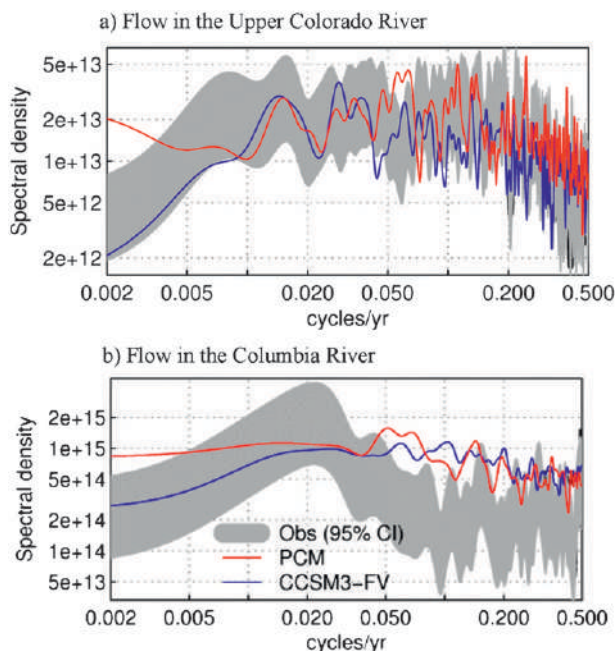 a) Flow in the Upper Colorado River
5e+13
2e+13
1e+13
5e+12
2e+12
Spectral density
0.002 0.005 0.020 0.050 0.200 0.500
cycles/yr
b) Flow in the Columbia River
2e+15
1e+15
5e+14
2e+14
1e+14
5e+13
Spectral density
Obs (95% CI)
PCM
CCSM3-FV
0.002 0.005 0.020 0.050 0.200 0.500
cycles/yr